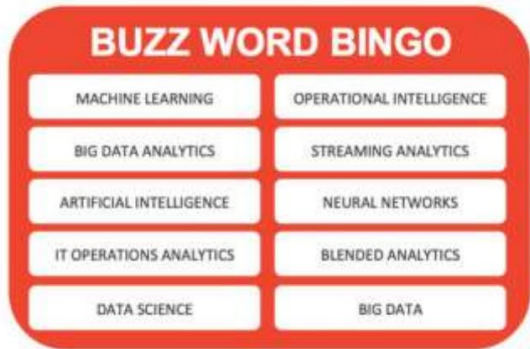 BUZZ WORD BINGO
MACHINE LEARNING
OPERATIONAL INTELLIGENCE
BIG DATA ANALYTICS
STREAMING ANALYTICS
ARTIFICIAL INTELLIGENCE
NEURAL NETWORKS
IT OPERATIONS ANALYTICS
BLENDED ANALYTICS
DATA SCIENCE
BIG DATA